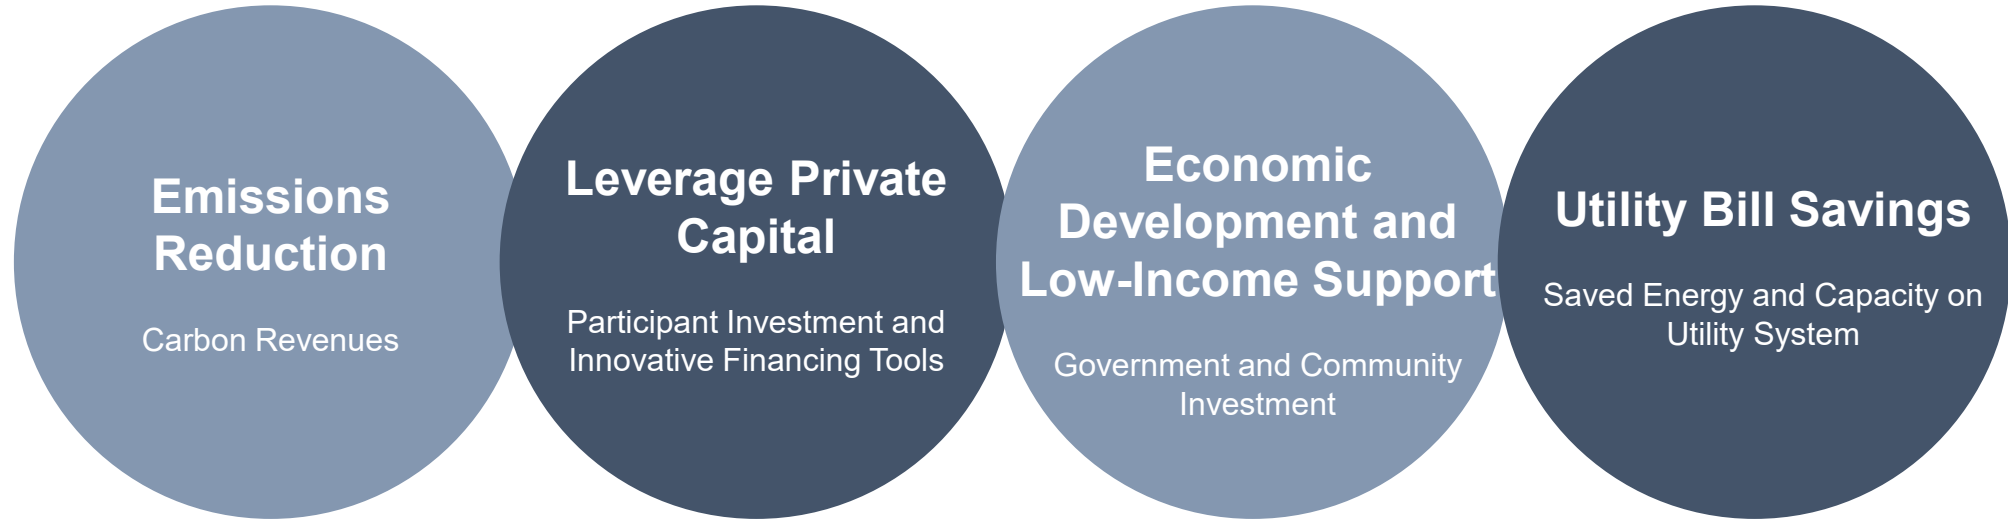 Emissions
Reduction
Carbon Revenues
Leverage Private
Capital
Participant Investment and
Innovative Financing Tools
Economic
Development and
Low-Income Support
Government and Community
Investment
Utility Bill Savings
Saved Energy and Capacity on
Utility System